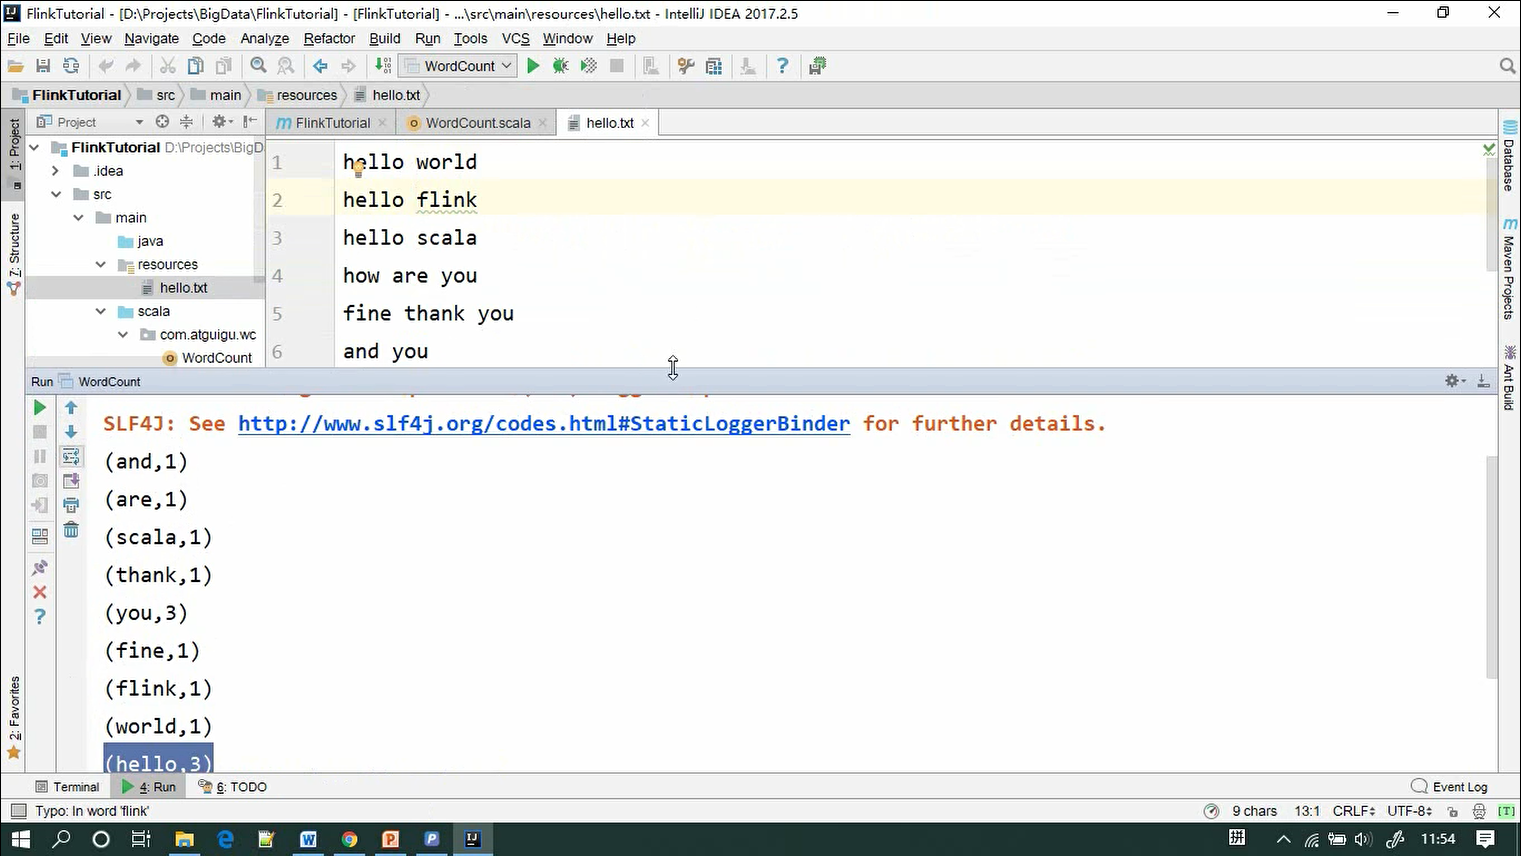 FlinkTutorial - [D:\Projects\BigData\FlinkTutorial] - [FlinkTutorial] - ...\src\main\resources\hello.txt - IntelliJ IDEA 2017.2.5
File Edit View Navigate Code Analyze Refactor Build Run Tools VCS Window Help
WordCount
FlinkTutorial src main resources hello.txt
Project
FlinkTutorial WordCount.scala hello.txt
1: Project
7: Structure
2: Favorites
FlinkTutorial D:\Projects\BigD
.idea
src
main
java
resources
hello.txt
scala
com.atguigu.wc
WordCount
1 hello world
2 hello flink
3 hello scala
4 how are you
5 fine thank you
6 and you
Database
Maven Projects
Ant Build
Run WordCount
SLF4J: See http://www.slf4j.org/codes.html#StaticLoggerBinder for further details.
(and,1)
(are,1)
(scala,1)
(thank,1)
(you,3)
(fine,1)
(flink,1)
(world,1)
(hello,3)
Terminal 4: Run 6: TODO Event Log
Typo: In word 'flink' 9 chars 13:1 CRLF UTF-8 [T]
拼 11:54